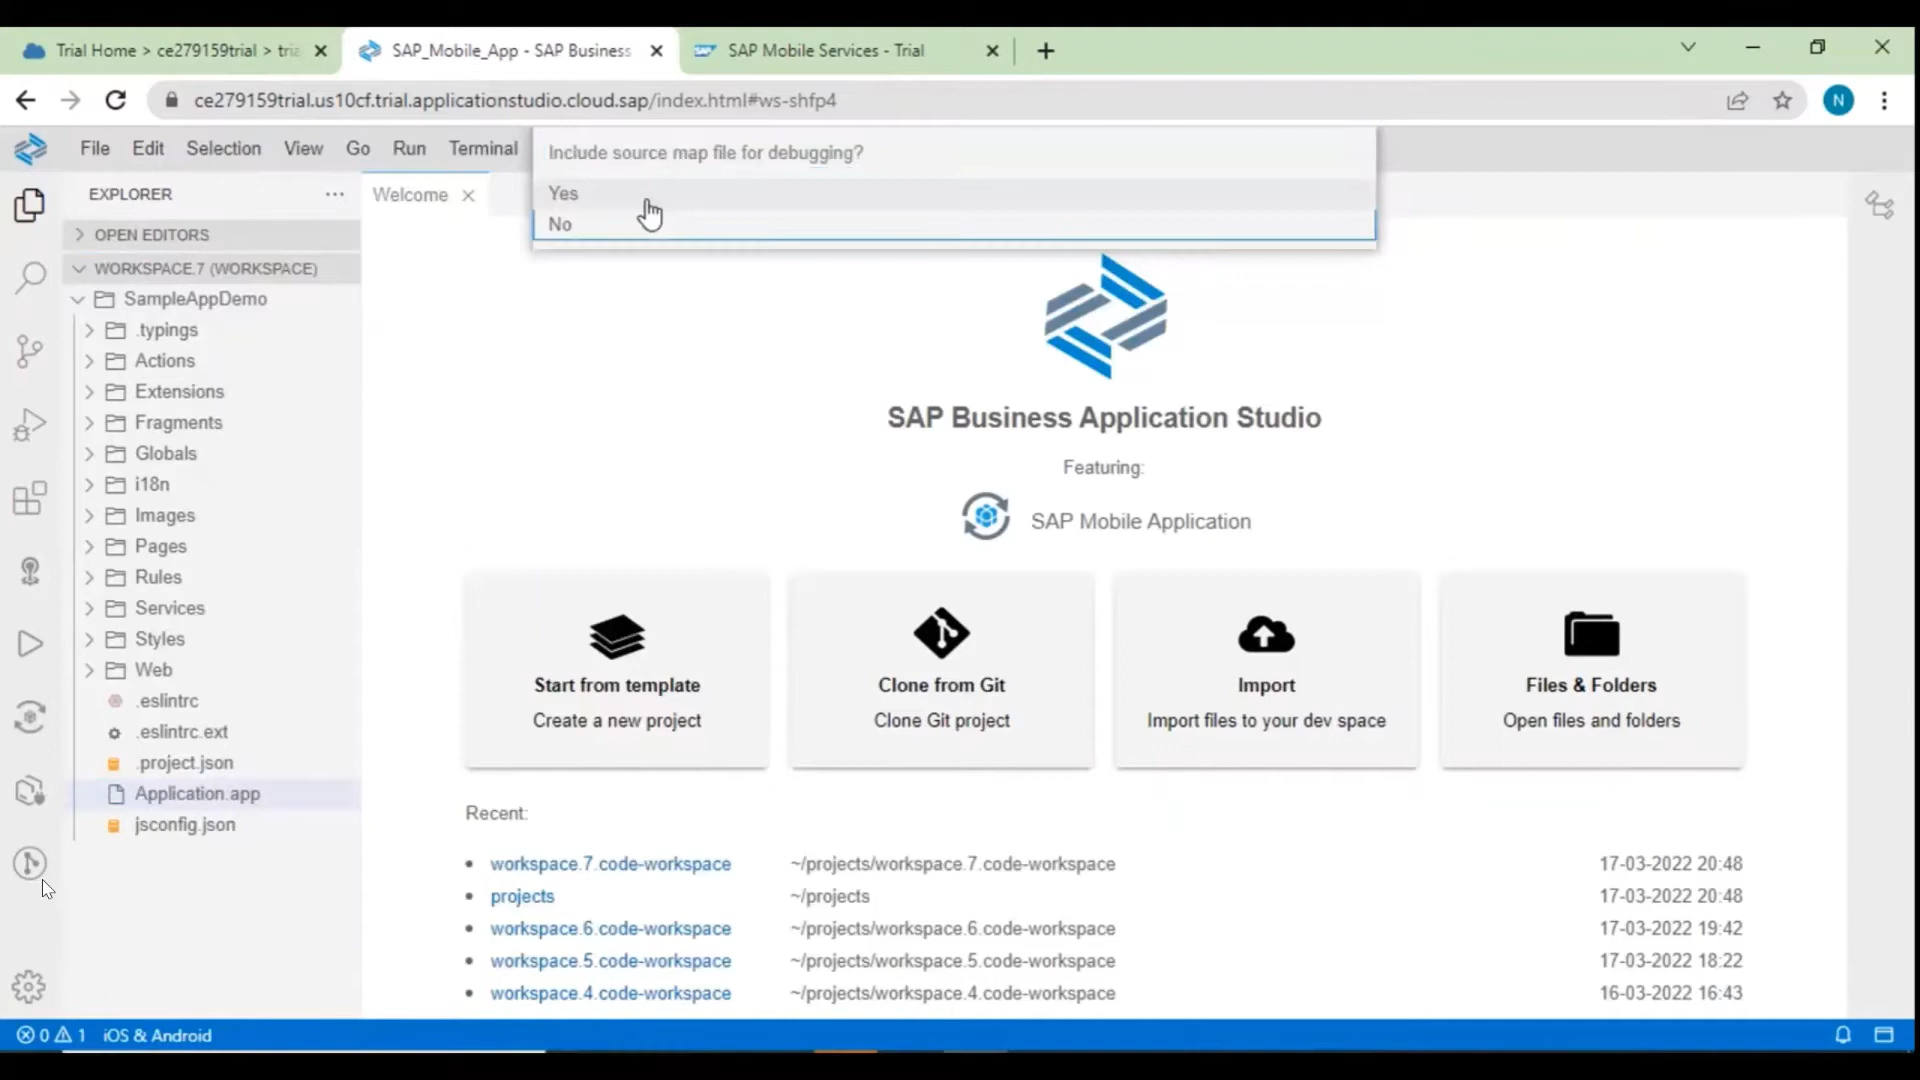 Trial Home > ce279159trial > tria
SAP_Mobile_App - SAP Business
SAP Mobile Services - Trial
ce279159trial.us10cf.trial.applicationstudio.cloud.sap/index.html#ws-shfp4
N
File Edit Selection View Go Run Terminal
Include source map file for debugging?
Yes
No
EXPLORER
OPEN EDITORS
WORKSPACE.7 (WORKSPACE)
SampleAppDemo
.typings
Actions
Extensions
Fragments
Globals
i18n
Images
Pages
Rules
Services
Styles
Web
.eslintrc
.eslintrc.ext
.project.json
Application.app
jsconfig.json
Welcome
SAP Business Application Studio
Featuring:
SAP Mobile Application
Start from template
Create a new project
Clone from Git
Clone Git project
Import
Import files to your dev space
Files & Folders
Open files and folders
Recent:
workspace.7.code-workspace ~/projects/workspace.7.code-workspace 17-03-2022 20:48
projects ~/projects 17-03-2022 20:48
workspace.6.code-workspace ~/projects/workspace.6.code-workspace 17-03-2022 19:42
workspace.5.code-workspace ~/projects/workspace.5.code-workspace 17-03-2022 18:22
workspace.4.code-workspace ~/projects/workspace.4.code-workspace 16-03-2022 16:43
0 1 iOS & Android